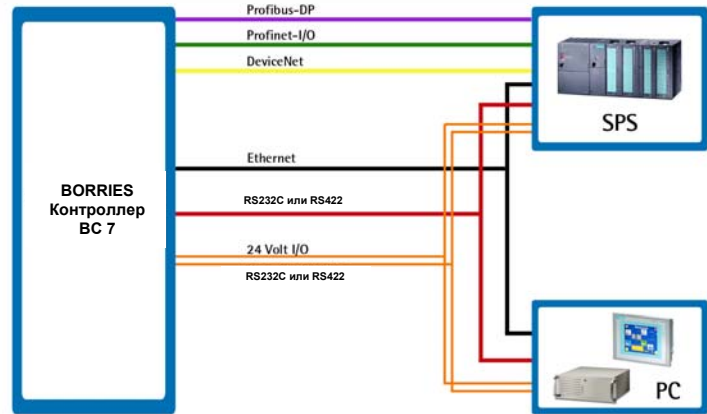 Profibus-DP
Profinet-I/O
DeviceNet
SPS
Ethernet
BORRIES
Контроллер
BC 7
RS232C или RS422
24 Volt I/O
RS232C или RS422
PC